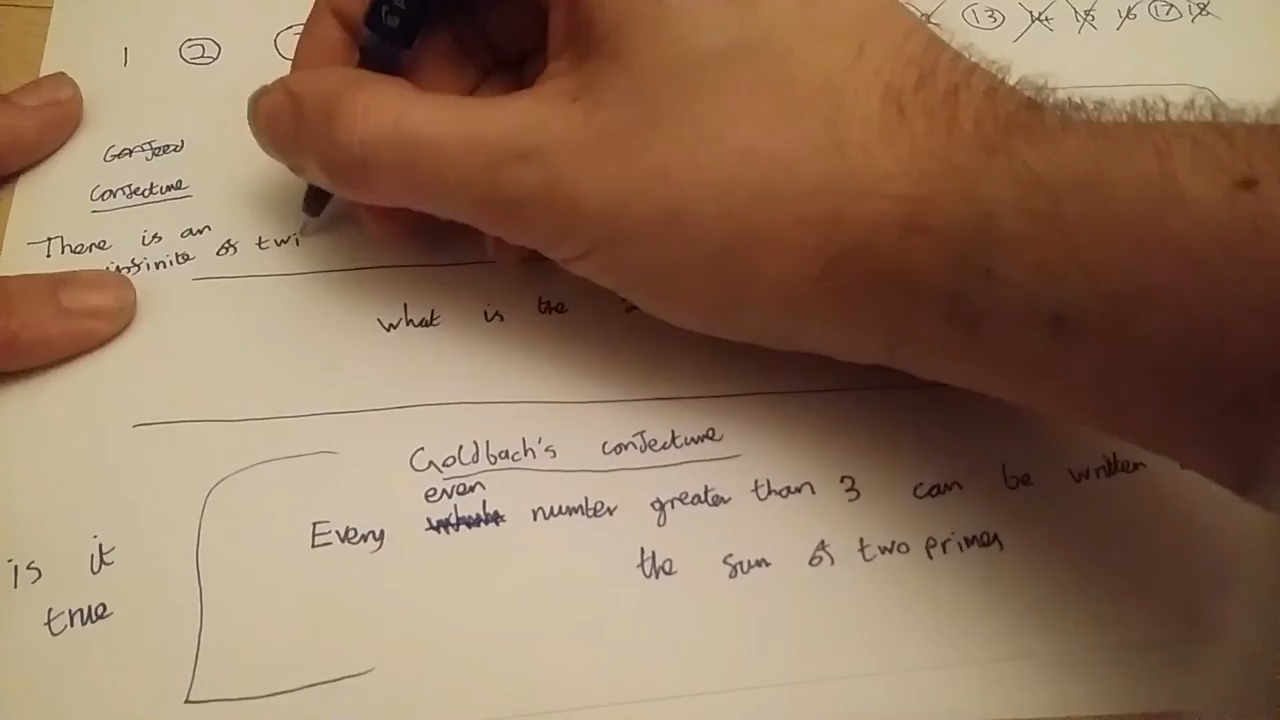 1 2 13 14 15 16 17 18
Conjecture
There is an
infinite of twi
what is the
Goldbach's conjecture
even
Every number greater than 3 can be written
the sum of two primes
is it
true